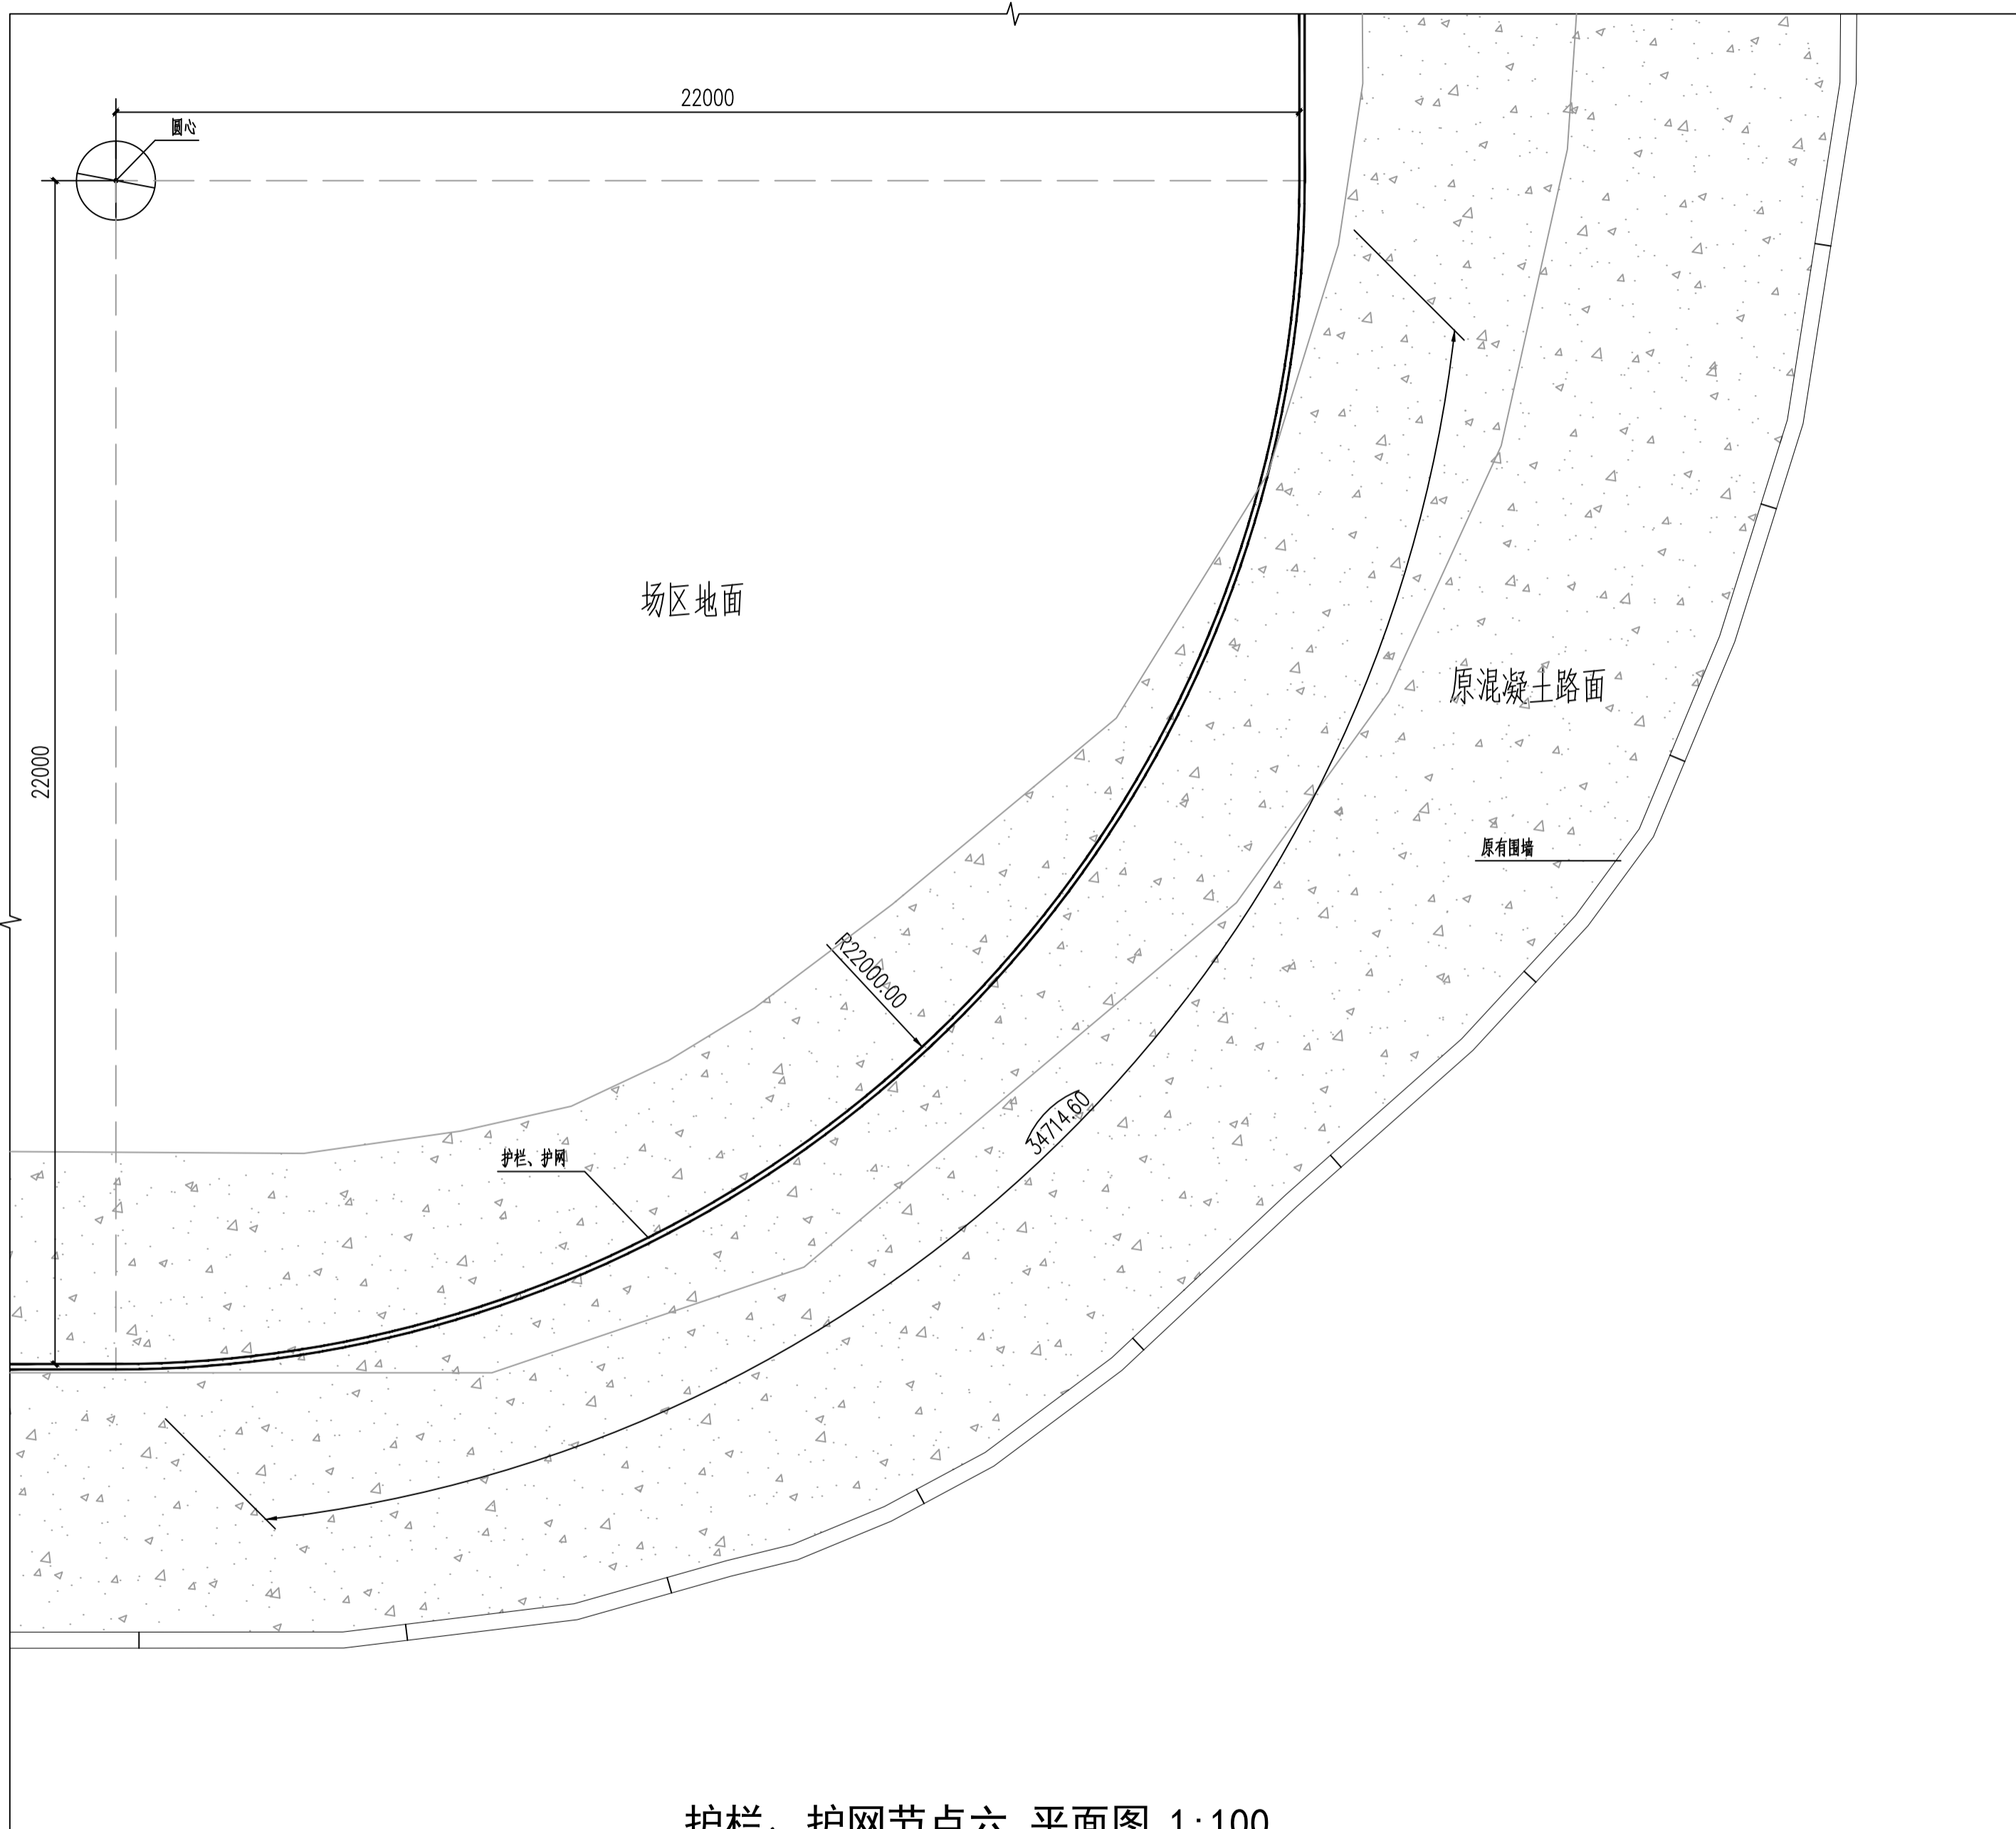 22000
圆心
22000
场区地面
原混凝土路面
原有围墙
R22000.00
34714.60
护栏、护网
护栏、护网节点六 平面图 1:100